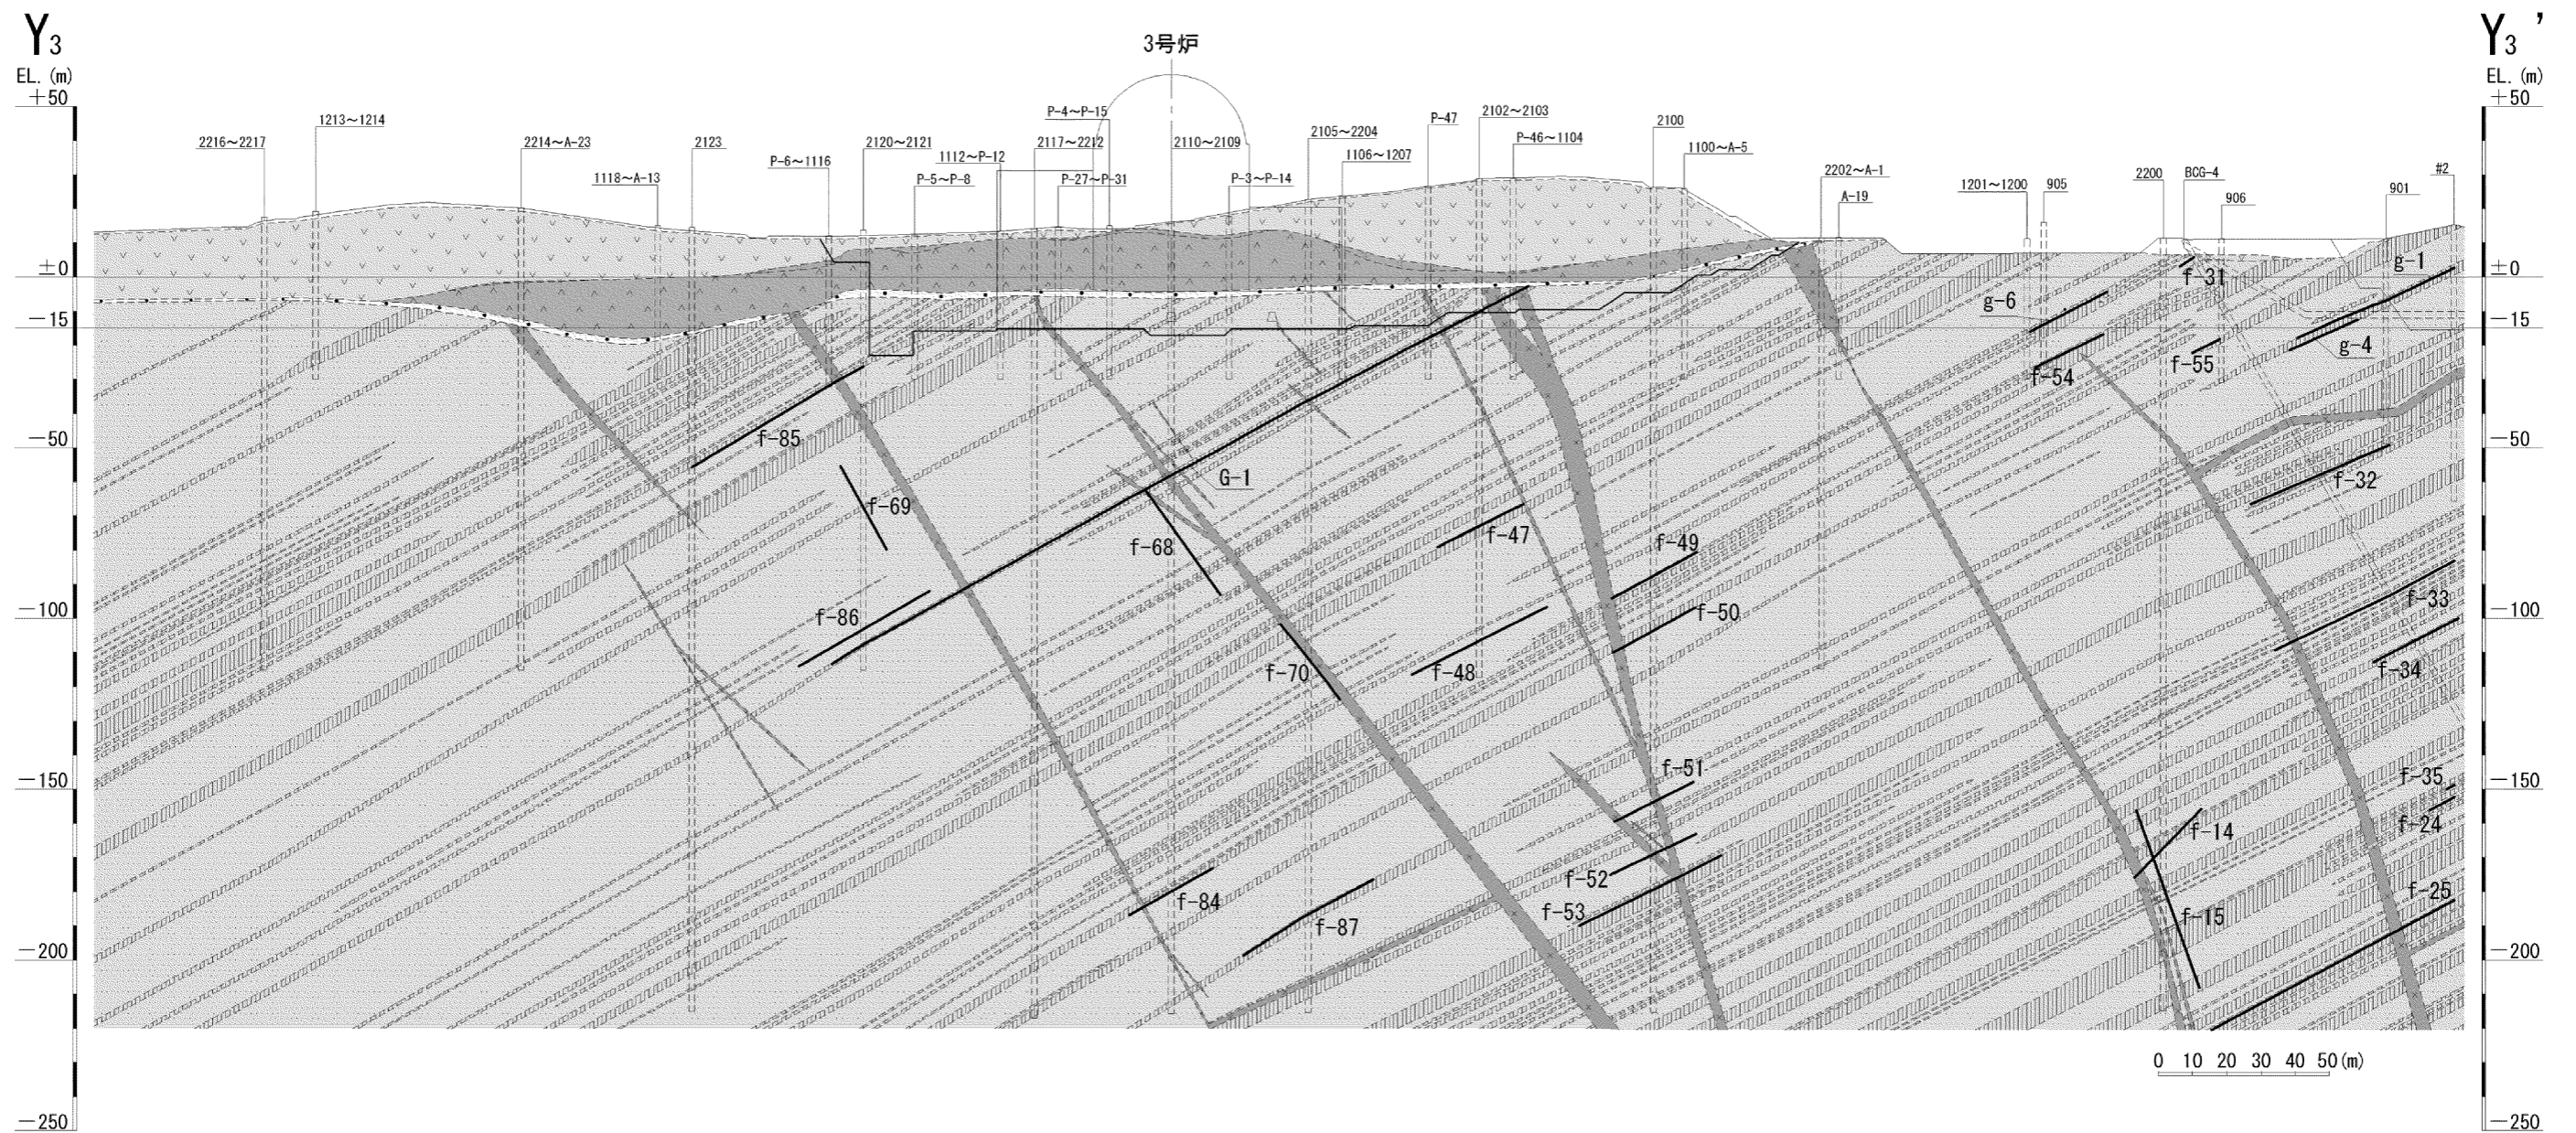 Y3
Y3'
3号炉
EL. (m)
EL. (m)
+50
+50
P-4～P-15
2102～2103
1213～1214
P-47
2100
2105～2204
P-46～1104
2216～2217
2214～A-23
2123
2120～2121
1112～P-12
2117～2212
2110～2109
1106～1207
1100～A-5
P-6～1116
2202～A-1
2200
BCG-4
#2
1118～A-13
P-5～P-8
P-27～P-31
P-3～P-14
A-19
1201～1200
905
906
901
±0
±0
g-1
f-31
g-6
-15
-15
g-4
f-55
f-54
-50
-50
f-85
G-1
f-32
f-69
f-47
f-68
f-49
-100
-100
f-86
f-50
f-33
f-70
f-48
f-34
-150
-150
f-51
f-35
f-24
f-14
f-52
f-25
f-84
f-53
f-15
f-87
-200
-200
0 10 20 30 40 50(m)
-250
-250